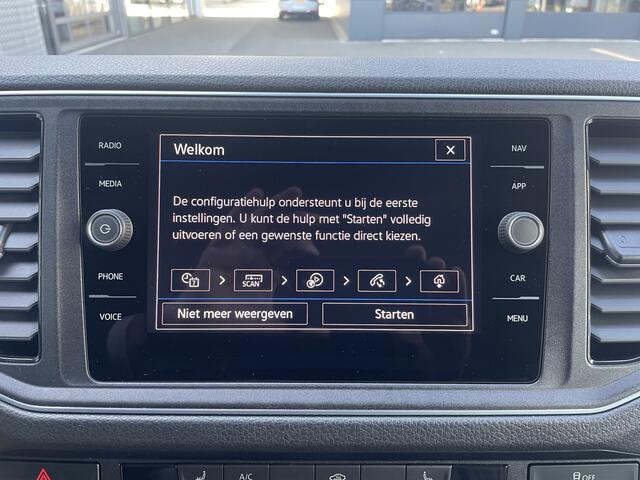 RADIO
MEDIA
PHONE
VOICE
Welkom
De configuratiehulp ondersteunt u bij de eerste
instellingen. U kunt de hulp met "Starten" volledig
uitvoeren of een gewenste functie direct kiezen.
SCAN
Niet meer weergeven
Starten
NAV
APP
CAR
MENU
A/C
OFF